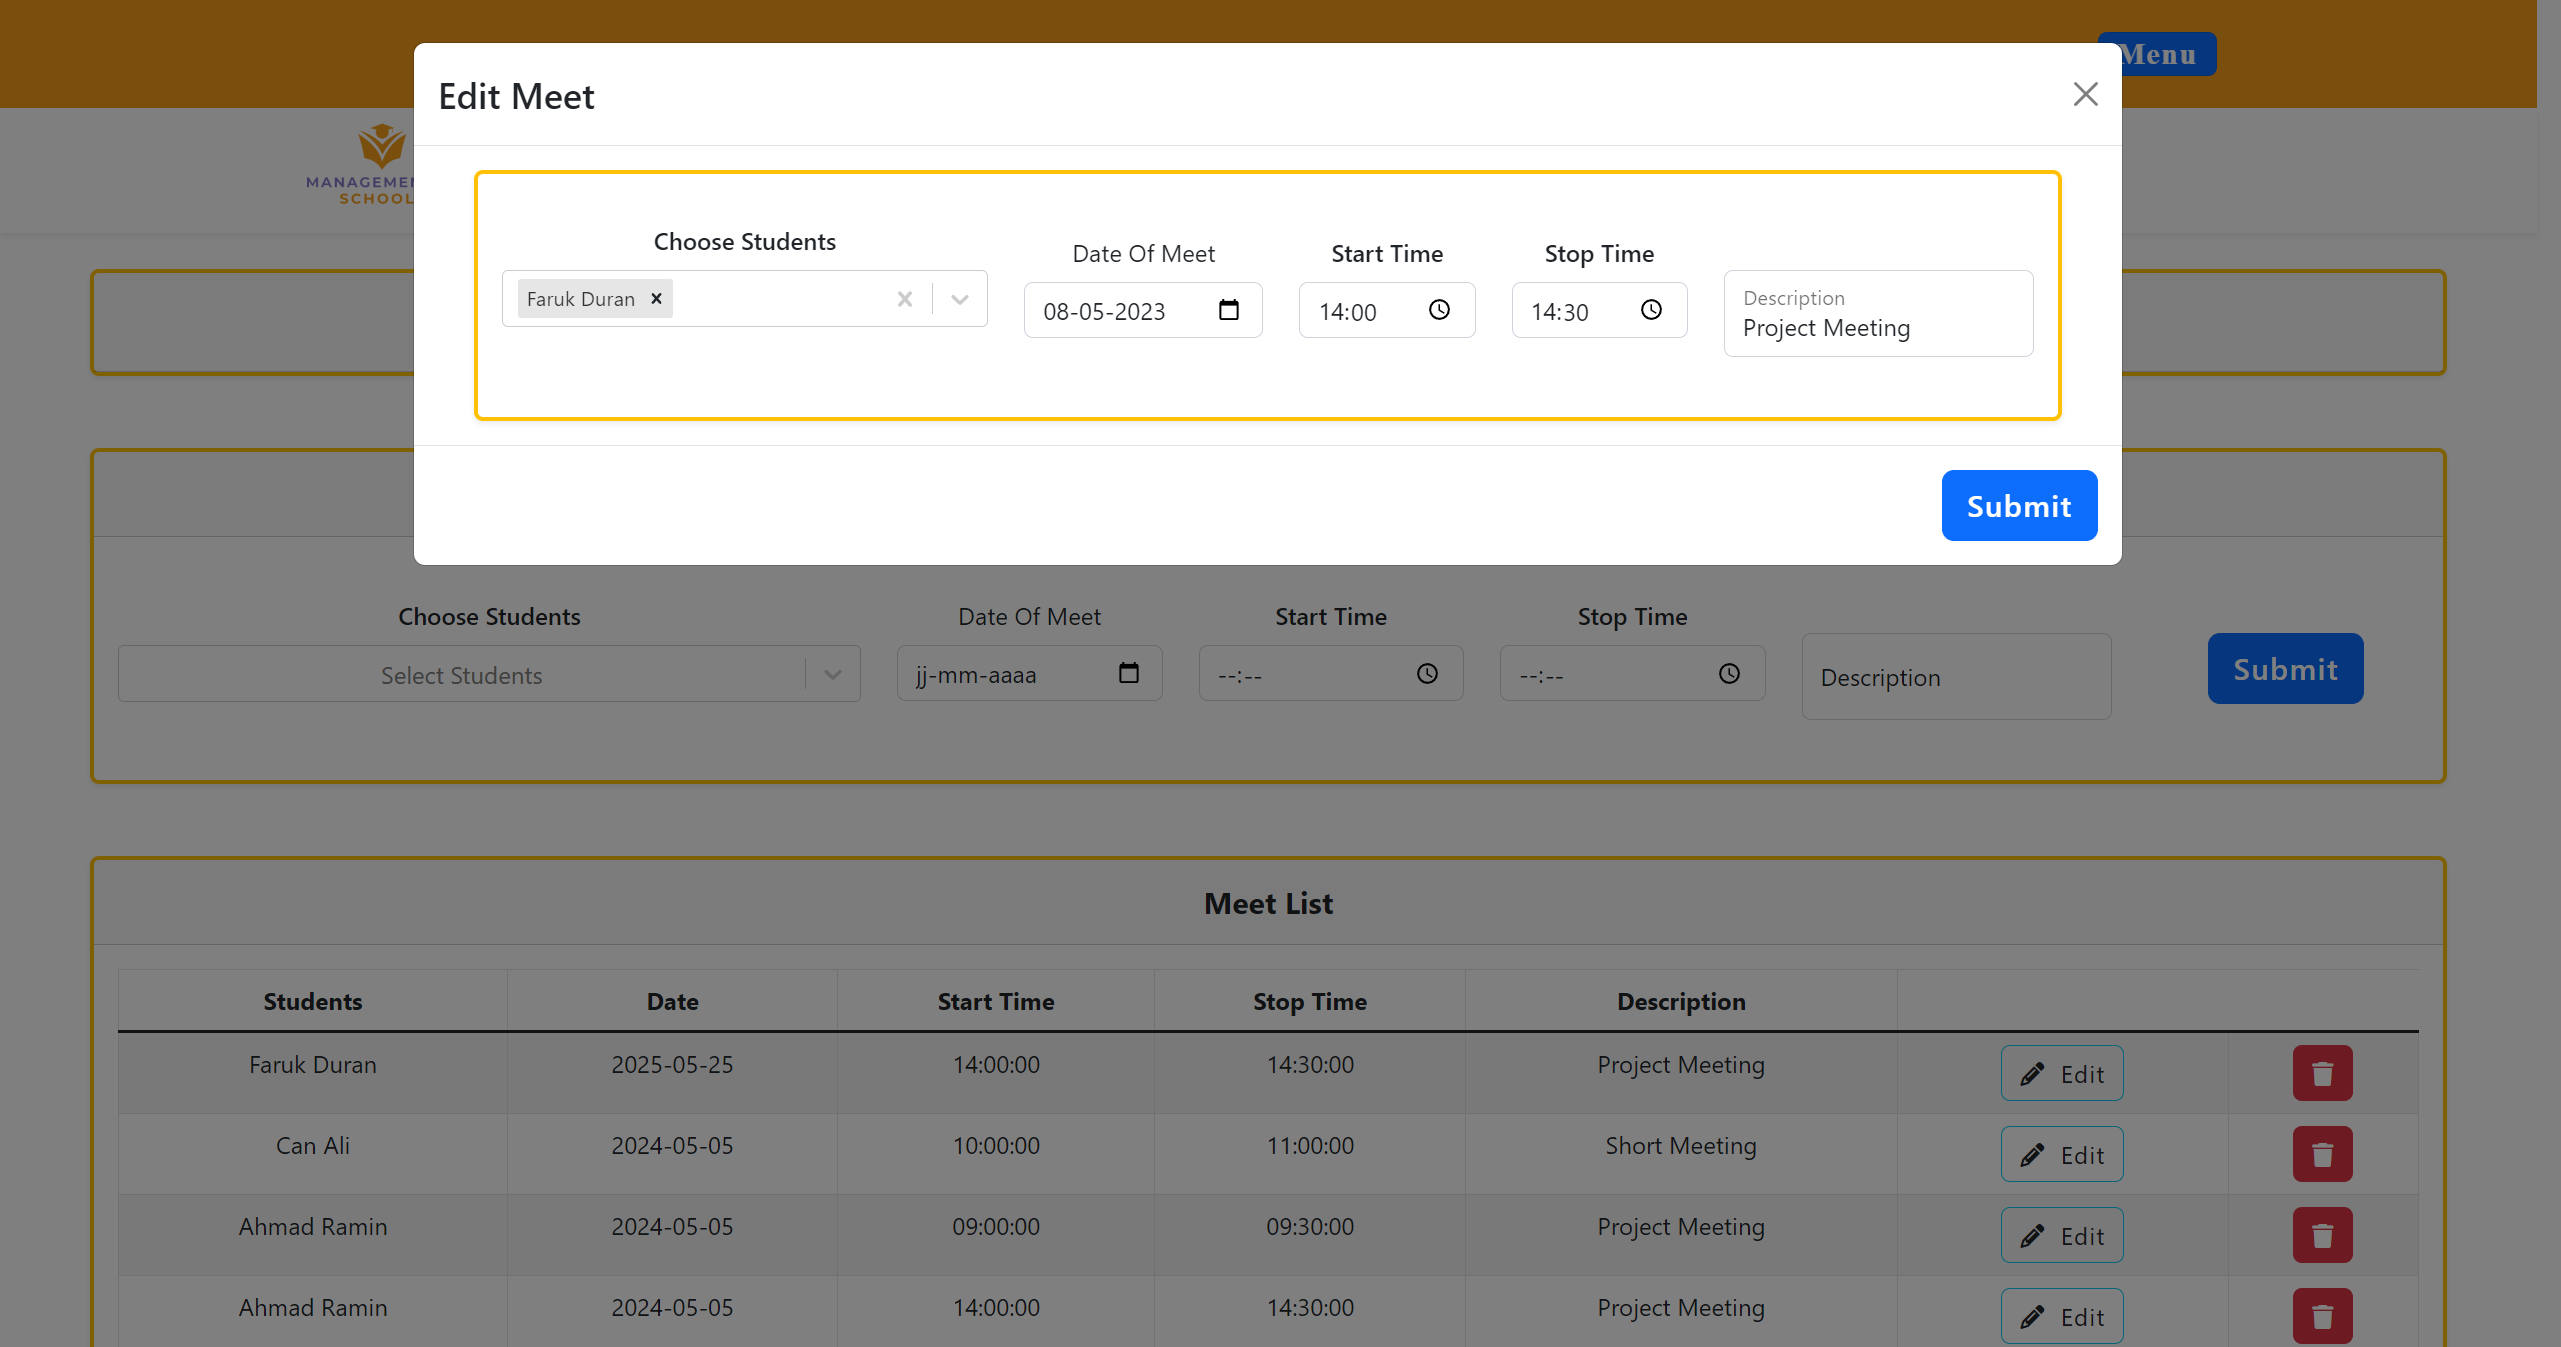 Menu
Edit Meet
MANAGEMEN
SCHOOL
Choose Students
Date Of Meet
Start Time
Stop Time
Faruk Duran
08-05-2023
14:00
14:30
Description
Project Meeting
Submit
Choose Students
Date Of Meet
Start Time
Stop Time
Select Students
jj-mm-aaaa
--:--
--:--
Description
Submit
Meet List
Students Date Start Time Stop Time Description
Faruk Duran 2025-05-25 14:00:00 14:30:00 Project Meeting Edit
Can Ali 2024-05-05 10:00:00 11:00:00 Short Meeting Edit
Ahmad Ramin 2024-05-05 09:00:00 09:30:00 Project Meeting Edit
Ahmad Ramin 2024-05-05 14:00:00 14:30:00 Project Meeting Edit